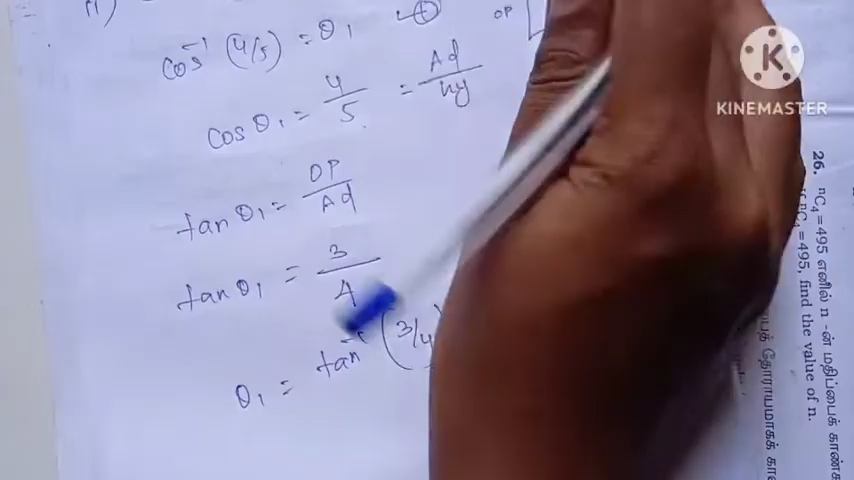 cos⁻¹ (4/5) = θ₁
OP
cos θ₁ = 4/5 = Ad/hy
tan θ₁ = OP/Ad
tan θ₁ = 3/4
θ₁ = tan⁻¹ (3/4)
KINEMASTER
26. ⁿC₄ = 495 எனில் n -ன் மதிப்பைக்
ⁿC₄ = 495, find the value of n.